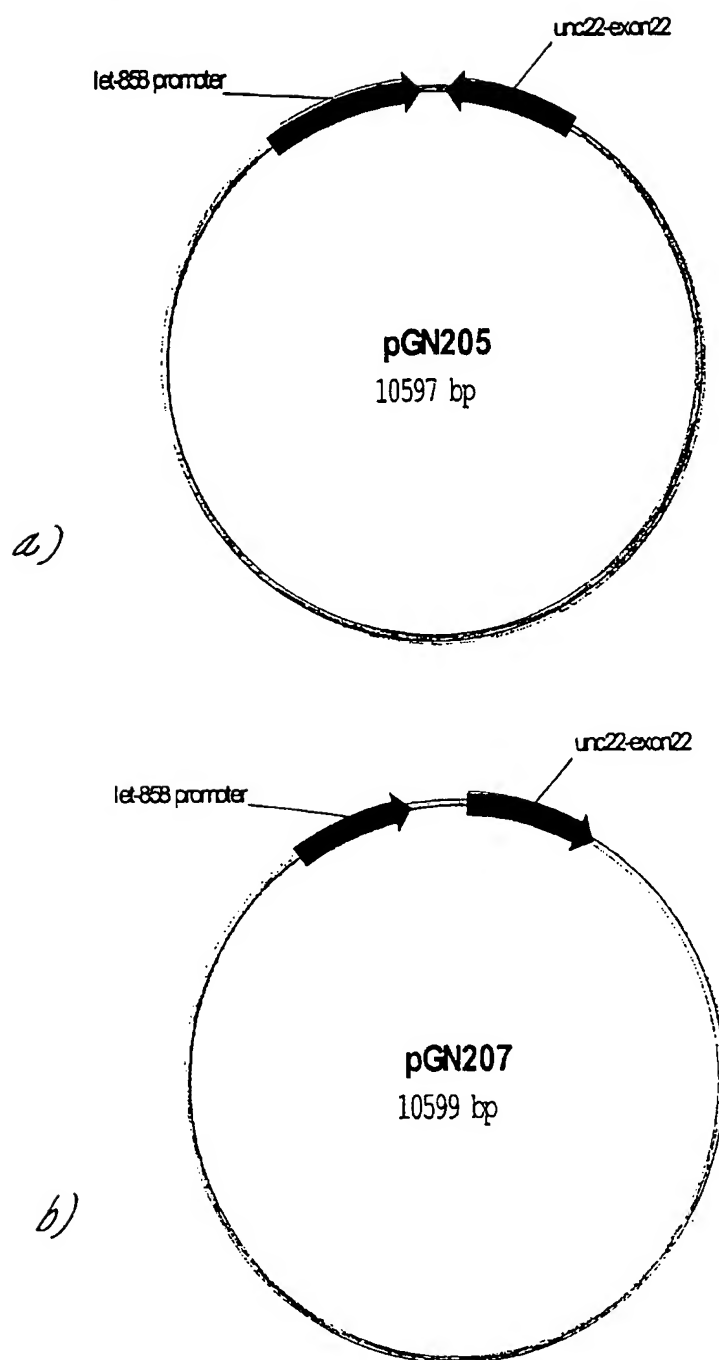 unc22-exon22
let-858 promoter
pGN205
10597 bp
a)
unc22-exon22
let-858 promoter
pGN207
10599 bp
b)